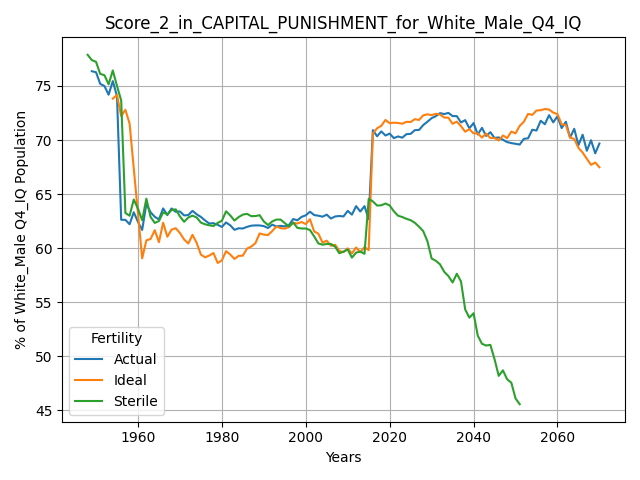 Score_2_in_CAPITAL_PUNISHMENT_for_White_Male_Q4_IQ
% of White_Male Q4_IQ Population
75
70
65
60
55
50
45
Fertility
Actual
Ideal
Sterile
1960
1980
2000
2020
2040
2060
Years